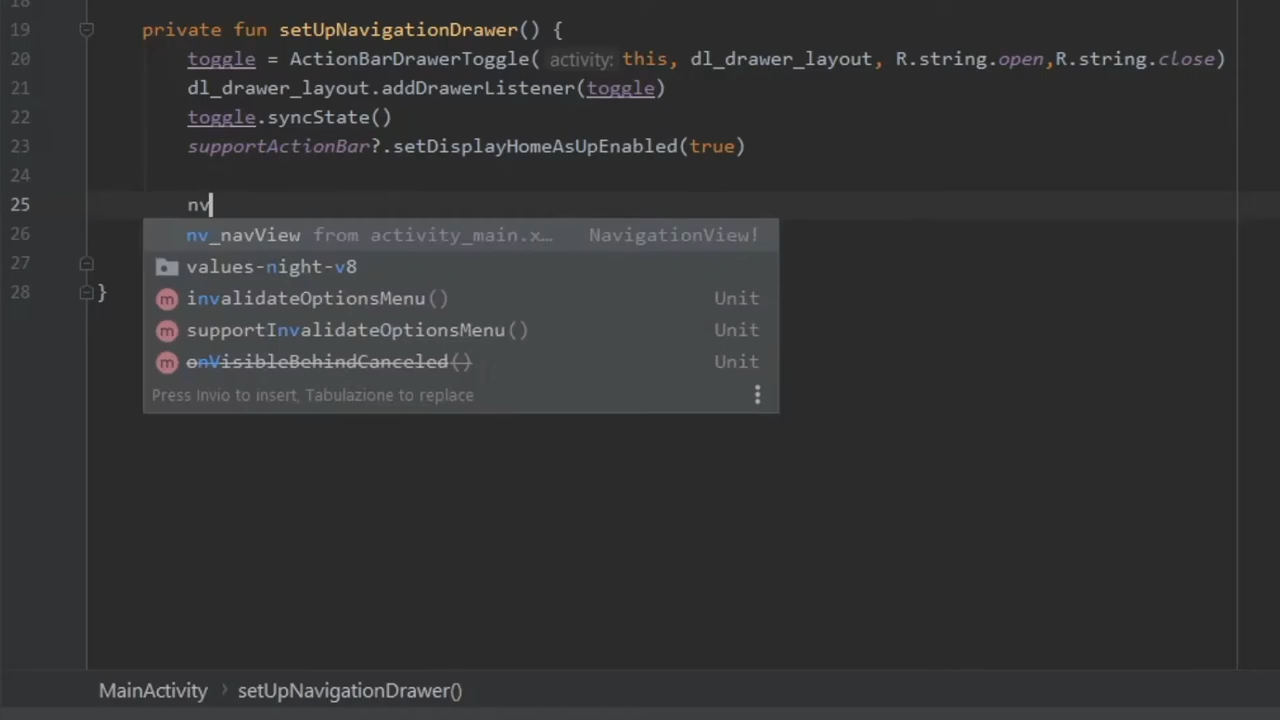 18
19 private fun setUpNavigationDrawer() {
20 toggle = ActionBarDrawerToggle( activity: this, dl_drawer_layout, R.string.open,R.string.close)
21 dl_drawer_layout.addDrawerListener(toggle)
22 toggle.syncState()
23 supportActionBar?.setDisplayHomeAsUpEnabled(true)
24
25 nv
nv_navView from activity_main.x… NavigationView!
26
values-night-v8
27
invalidateOptionsMenu() Unit
28 }
supportInvalidateOptionsMenu() Unit
onVisibleBehindCanceled() Unit
Press Invio to insert, Tabulazione to replace
MainActivity › setUpNavigationDrawer()